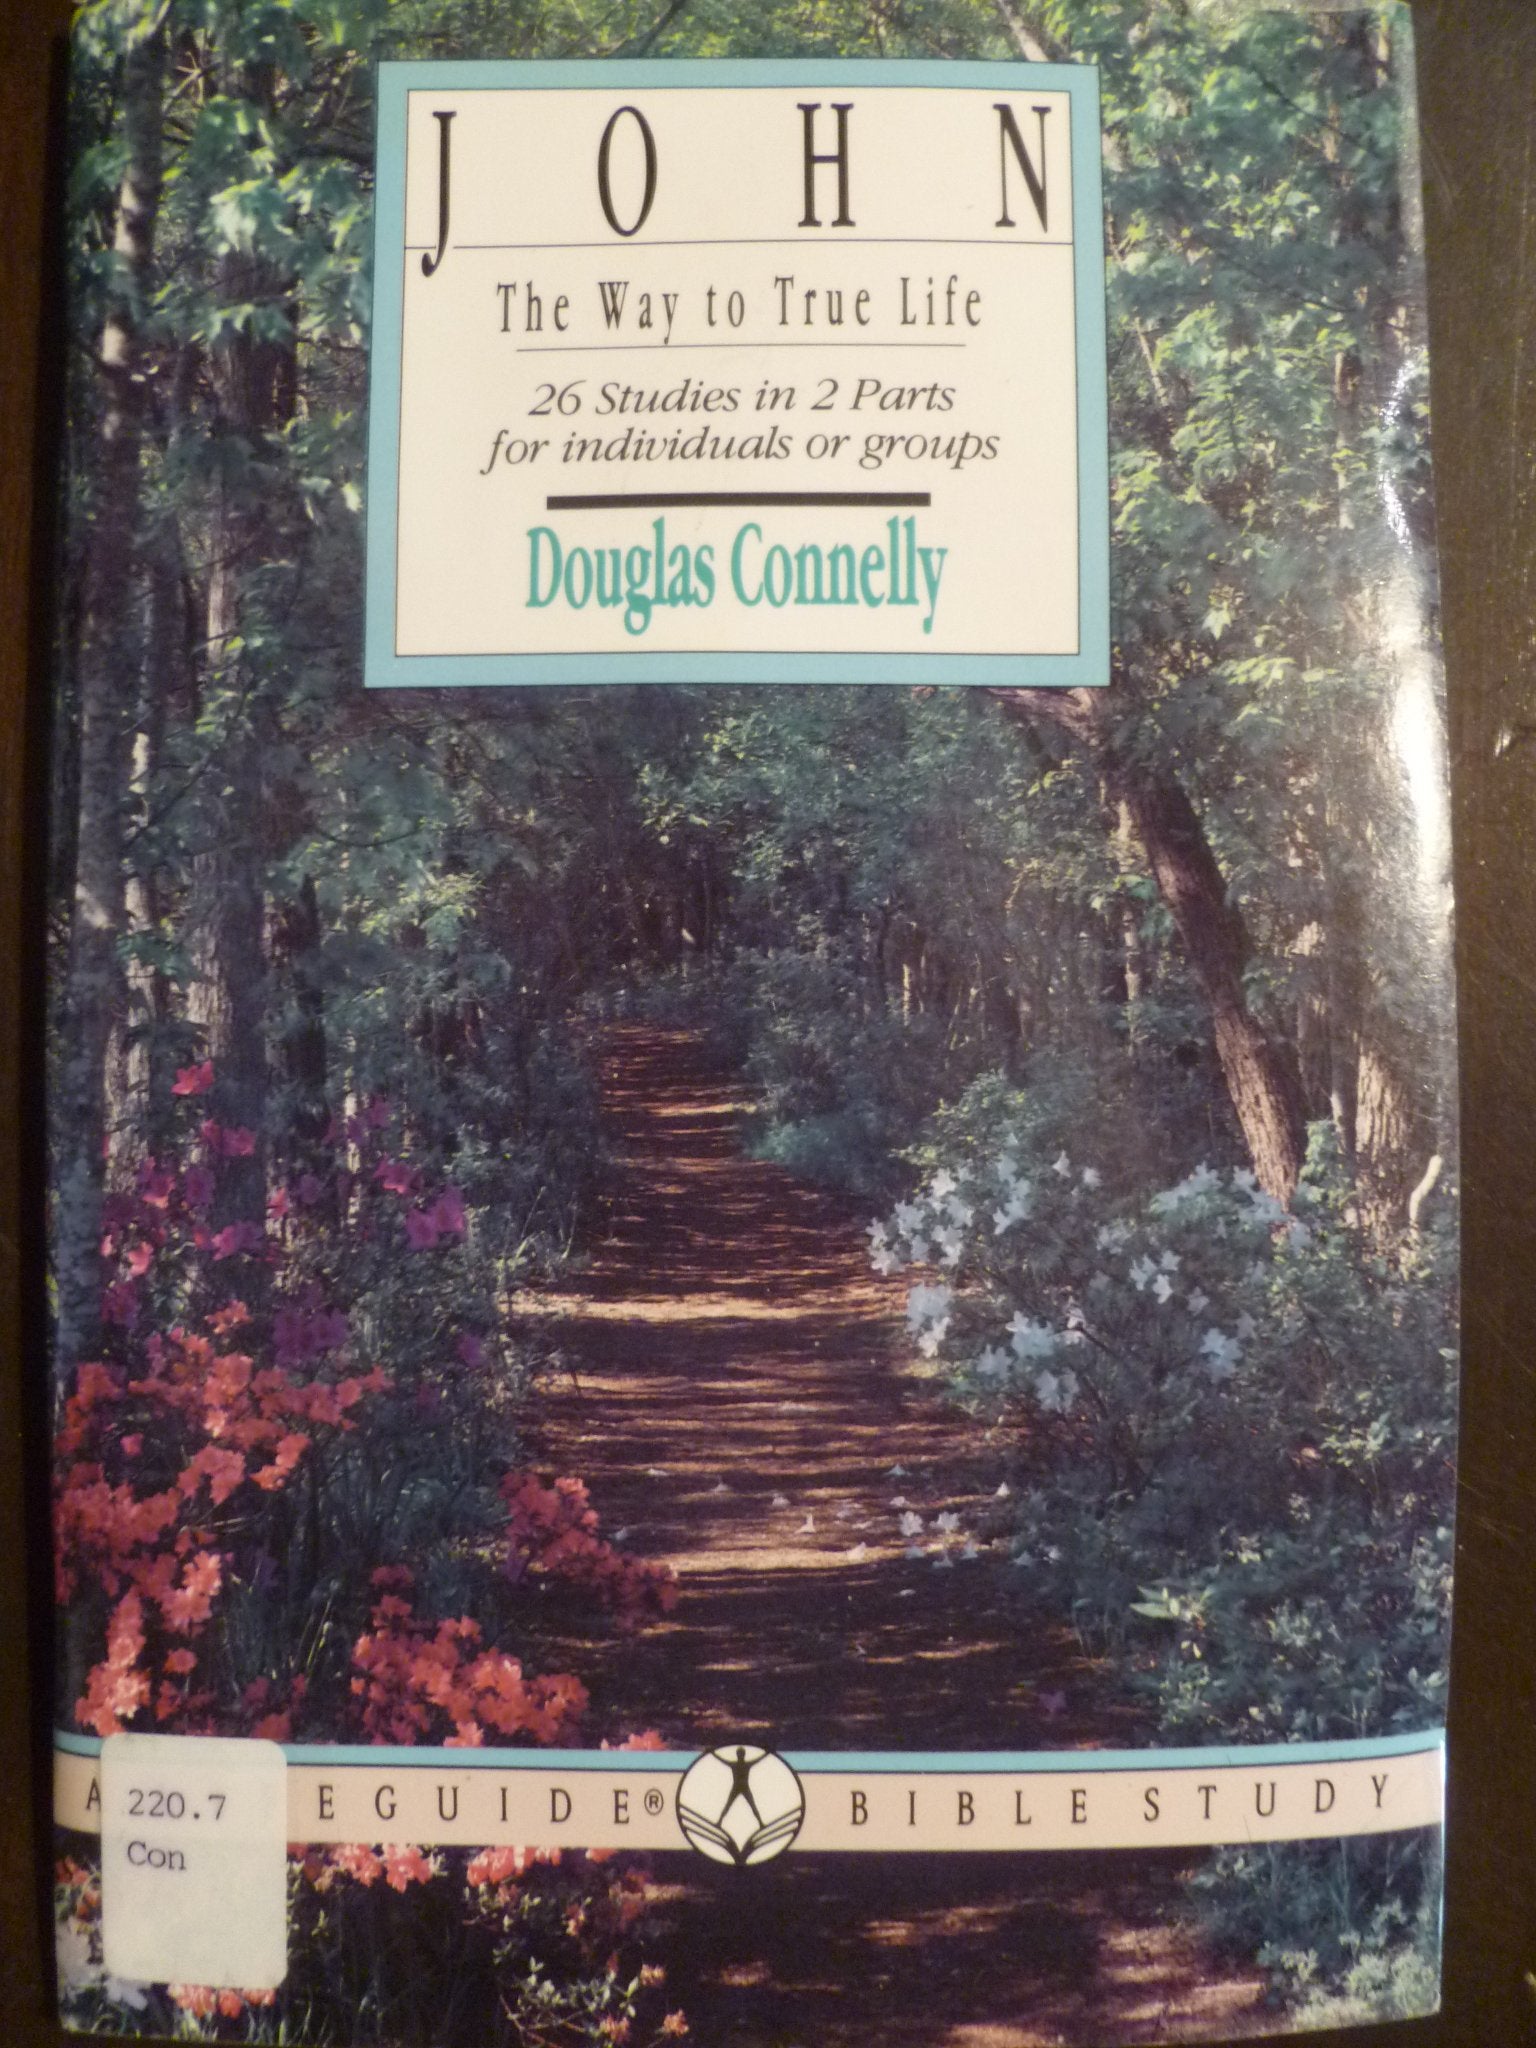 JOHN
The Way to True Life
26 Studies in 2 Parts
for individuals or groups
Douglas Connelly
A EGUIDE® BIBLE STUDY
220.7
Con